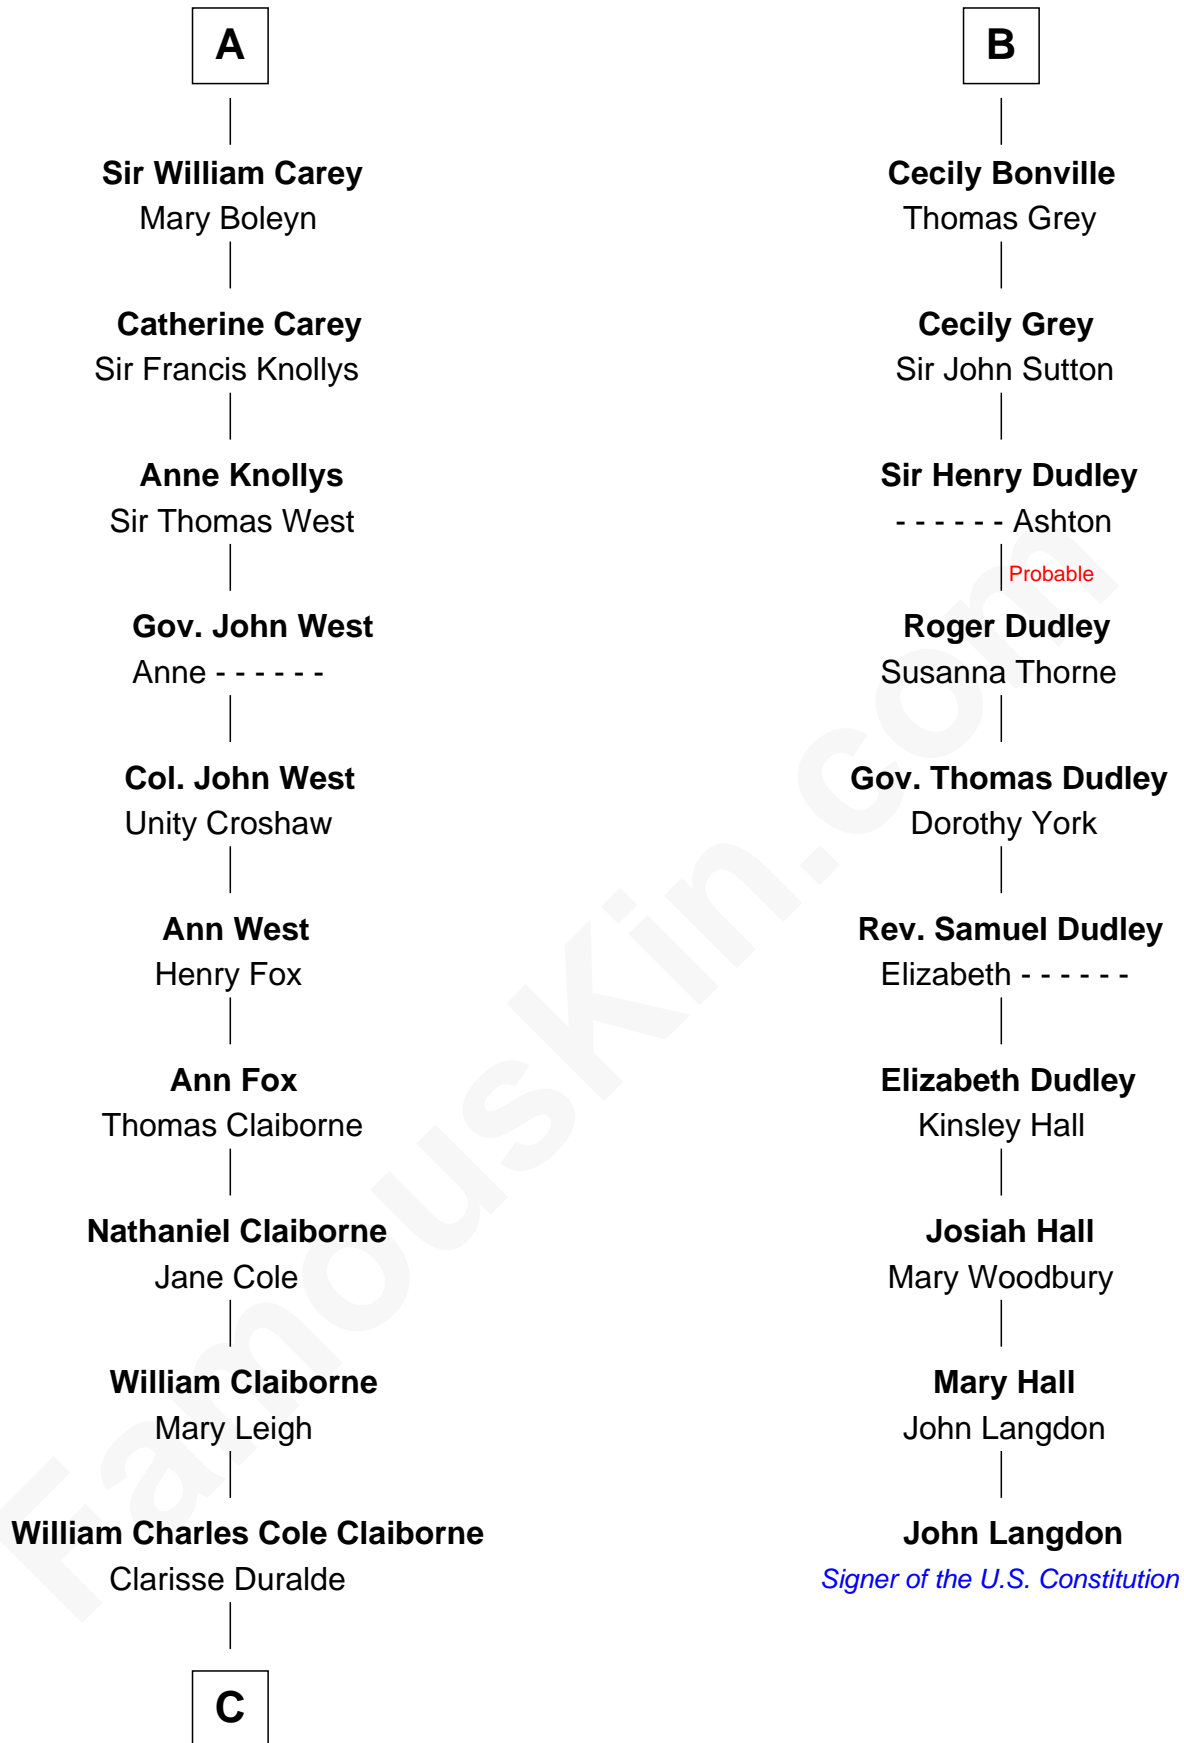 A
Sir William Carey
Mary Boleyn
Catherine Carey
Sir Francis Knollys
Anne Knollys
Sir Thomas West
Gov. John West
Anne - - - - - -
Col. John West
Unity Croshaw
Ann West
Henry Fox
Ann Fox
Thomas Claiborne
Nathaniel Claiborne
Jane Cole
William Claiborne
Mary Leigh
William Charles Cole Claiborne
Clarisse Duralde
C
B
Cecily Bonville
Thomas Grey
Cecily Grey
Sir John Sutton
Sir Henry Dudley
- - - - - - Ashton
Probable
Roger Dudley
Susanna Thorne
Gov. Thomas Dudley
Dorothy York
Rev. Samuel Dudley
Elizabeth - - - - - -
Elizabeth Dudley
Kinsley Hall
Josiah Hall
Mary Woodbury
Mary Hall
John Langdon
John Langdon
Signer of the U.S. Constitution
FamousKin.com